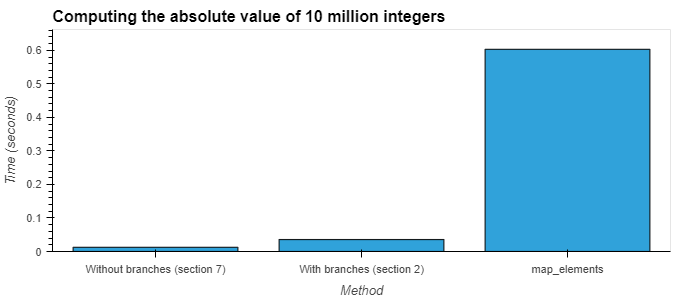 Computing the absolute value of 10 million integers
Time (seconds)
0.6
0.5
0.4
0.3
0.2
0.1
0
Without branches (section 7)
With branches (section 2)
map_elements
Method